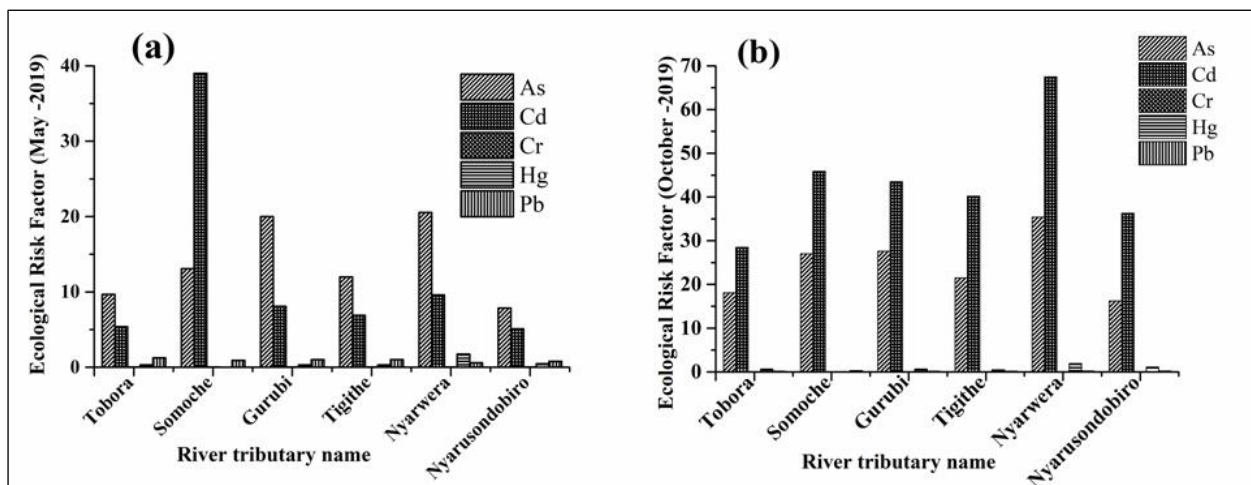 (a)
Ecological Risk Factor (May -2019)
40
30
20
10
0
As
Cd
Cr
Hg
Pb
Tobora
Somoche
Gurubi
Tigithe
Nyarwera
Nyarusondobiro
River tributary name
(b)
Ecological Risk Factor (October -2019)
70
60
50
40
30
20
10
0
As
Cd
Cr
Hg
Pb
Tobora
Somoche
Gurubi
Tigithe
Nyarwera
Nyarusondobiro
River tributary name